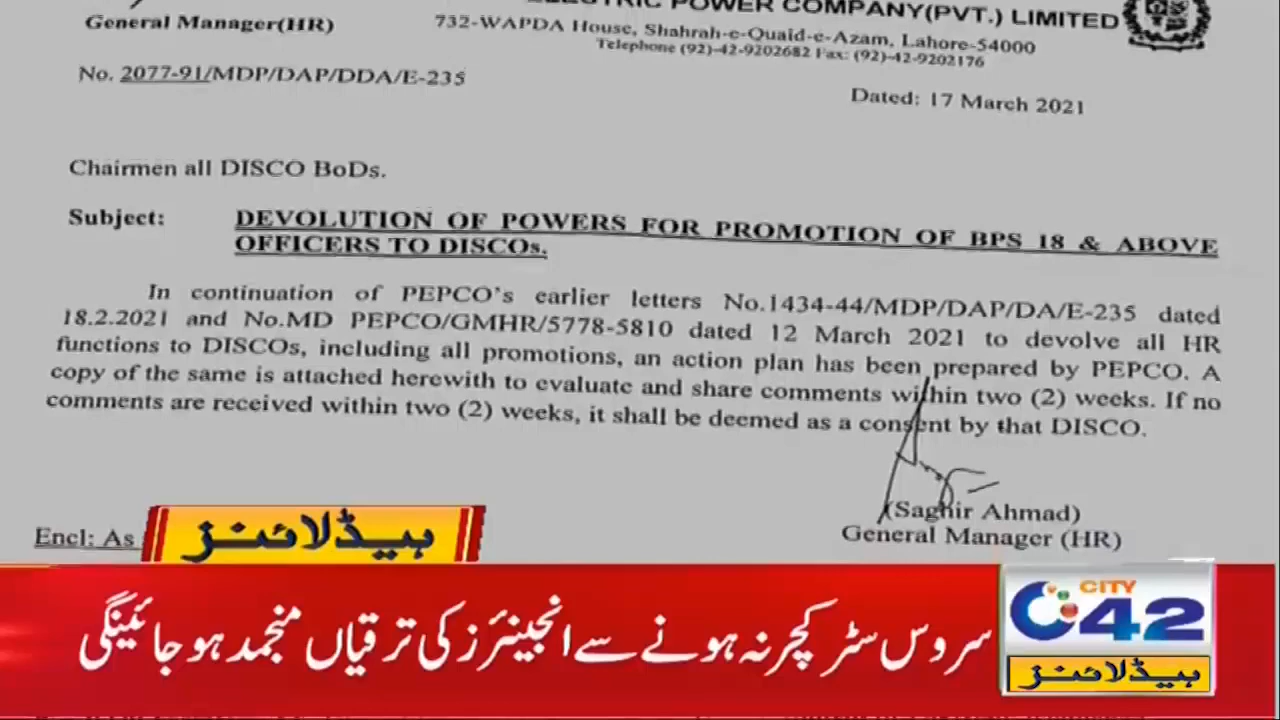 General Manager(HR)
ELECTRIC POWER COMPANY(PVT.) LIMITED
732-WAPDA House, Shahrah-e-Quaid-e-Azam, Lahore-54000
Telephone (92)-42-9202682 Fax: (92)-42-9202176
No. 2077-91/MDP/DAP/DDA/E-235
Dated: 17 March 2021
Chairmen all DISCO BoDs.
Subject: DEVOLUTION OF POWERS FOR PROMOTION OF BPS 18 & ABOVE
OFFICERS TO DISCOs.
In continuation of PEPCO's earlier letters No.1434-44/MDP/DAP/DA/E-235 dated
18.2.2021 and No.MD PEPCO/GMHR/5778-5810 dated 12 March 2021 to devolve all HR
functions to DISCOs, including all promotions, an action plan has been prepared by PEPCO. A
copy of the same is attached herewith to evaluate and share comments within two (2) weeks. If no
comments are received within two (2) weeks, it shall be deemed as a consent by that DISCO.
(Saghir Ahmad)
General Manager (HR)
Encl: As
ہیڈلائنز
سروس سٹرکچر نہ ہونے سے انجینئرز کی ترقیاں منجمد ہو جائینگی
CITY
42
ہیڈلائنز